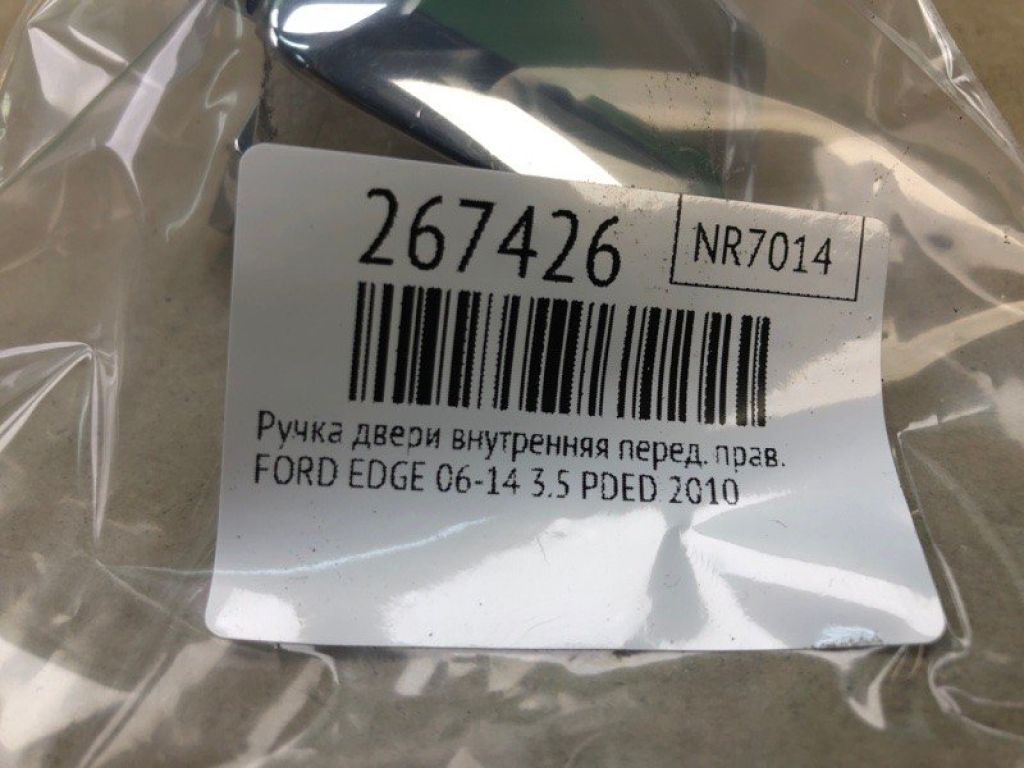 267426
NR7014
Ручка двери внутренняя перед. прав.
FORD EDGE 06-14 3.5 PDED 2010